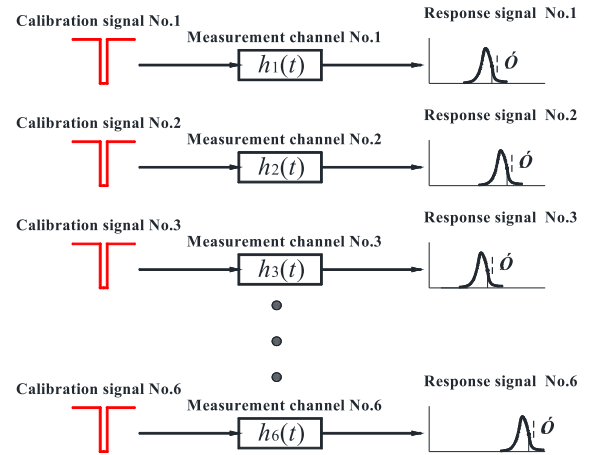 Calibration signal No.1
Measurement channel No.1
Response signal No.1
h1(t)
Ó
Calibration signal No.2
Measurement channel No.2
Response signal No.2
h2(t)
Ó
Calibration signal No.3
Measurement channel No.3
Response signal No.3
h3(t)
Ó
Calibration signal No.6
Measurement channel No.6
Response signal No.6
h6(t)
Ó